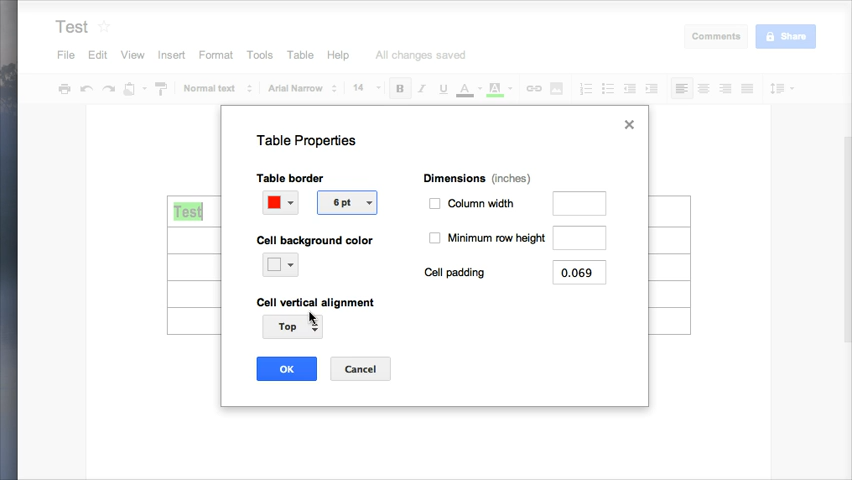 Test
File Edit View Insert Format Tools Table Help All changes saved
Comments
Share
Normal text Arial Narrow 14 B I U A A
Table Properties
Table border
6 pt
Cell background color
Cell vertical alignment
Top
OK Cancel
Dimensions (inches)
Column width
Minimum row height
Cell padding 0.069
Test